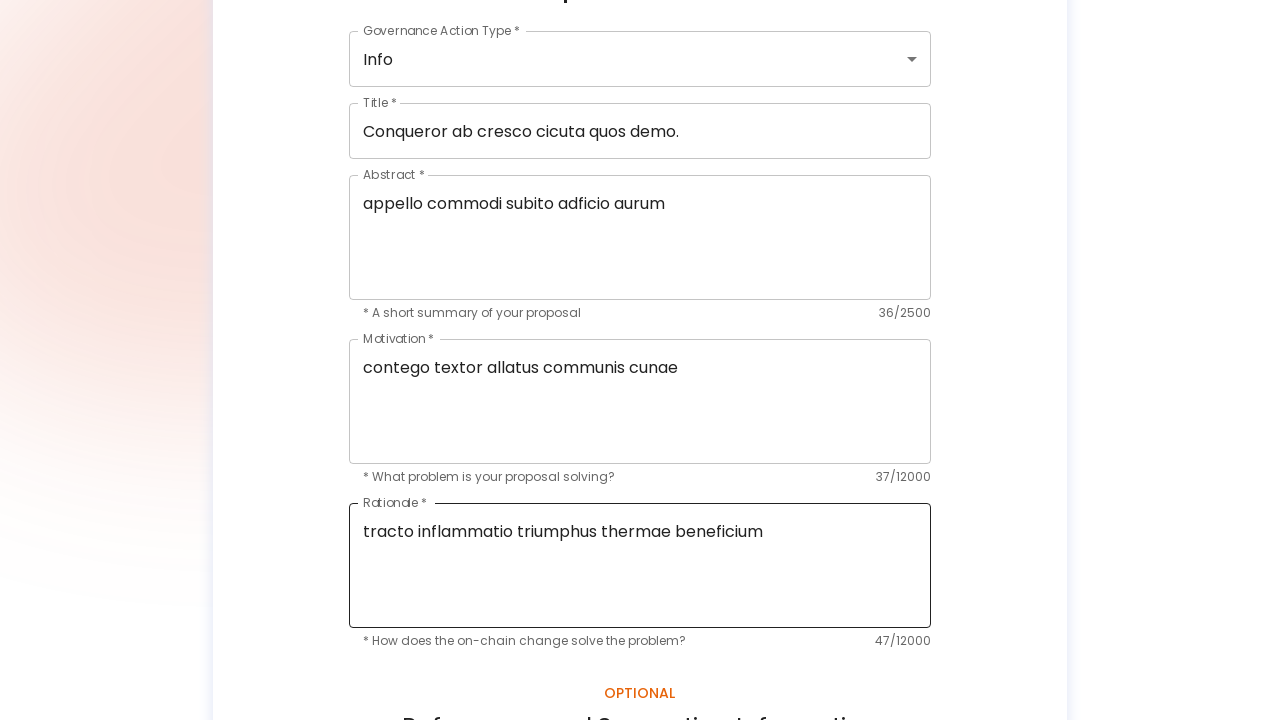 Governance Action Type *
Info
Title *
Conqueror ab cresco cicuta quos demo.
Abstract *
appello commodi subito adficio aurum
* A short summary of your proposal 36/2500
Motivation *
contego textor allatus communis cunae
* What problem is your proposal solving? 37/12000
Rationale *
tracto inflammatio triumphus thermae beneficium
* How does the on-chain change solve the problem? 47/12000
OPTIONAL